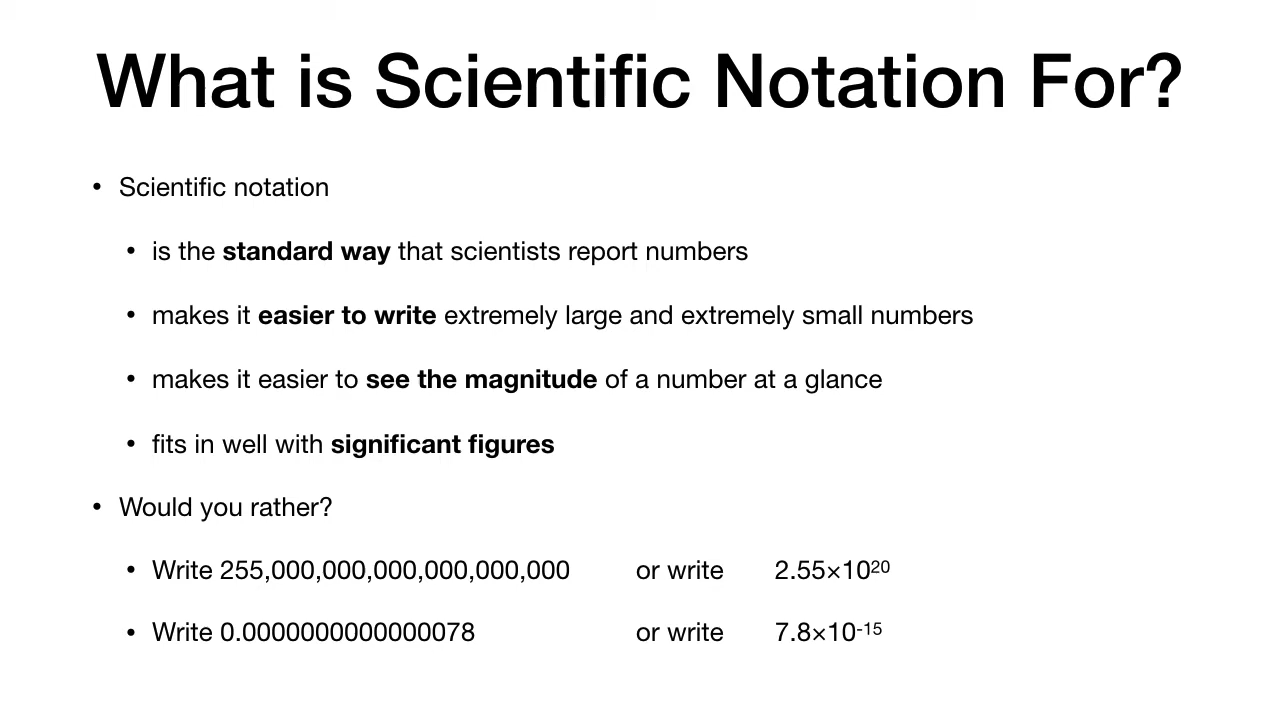 What is Scientific Notation For?
• Scientific notation
• is the standard way that scientists report numbers
• makes it easier to write extremely large and extremely small numbers
• makes it easier to see the magnitude of a number at a glance
• fits in well with significant figures
• Would you rather?
• Write 255,000,000,000,000,000,000 or write 2.55×10²⁰
• Write 0.0000000000000078 or write 7.8×10⁻¹⁵